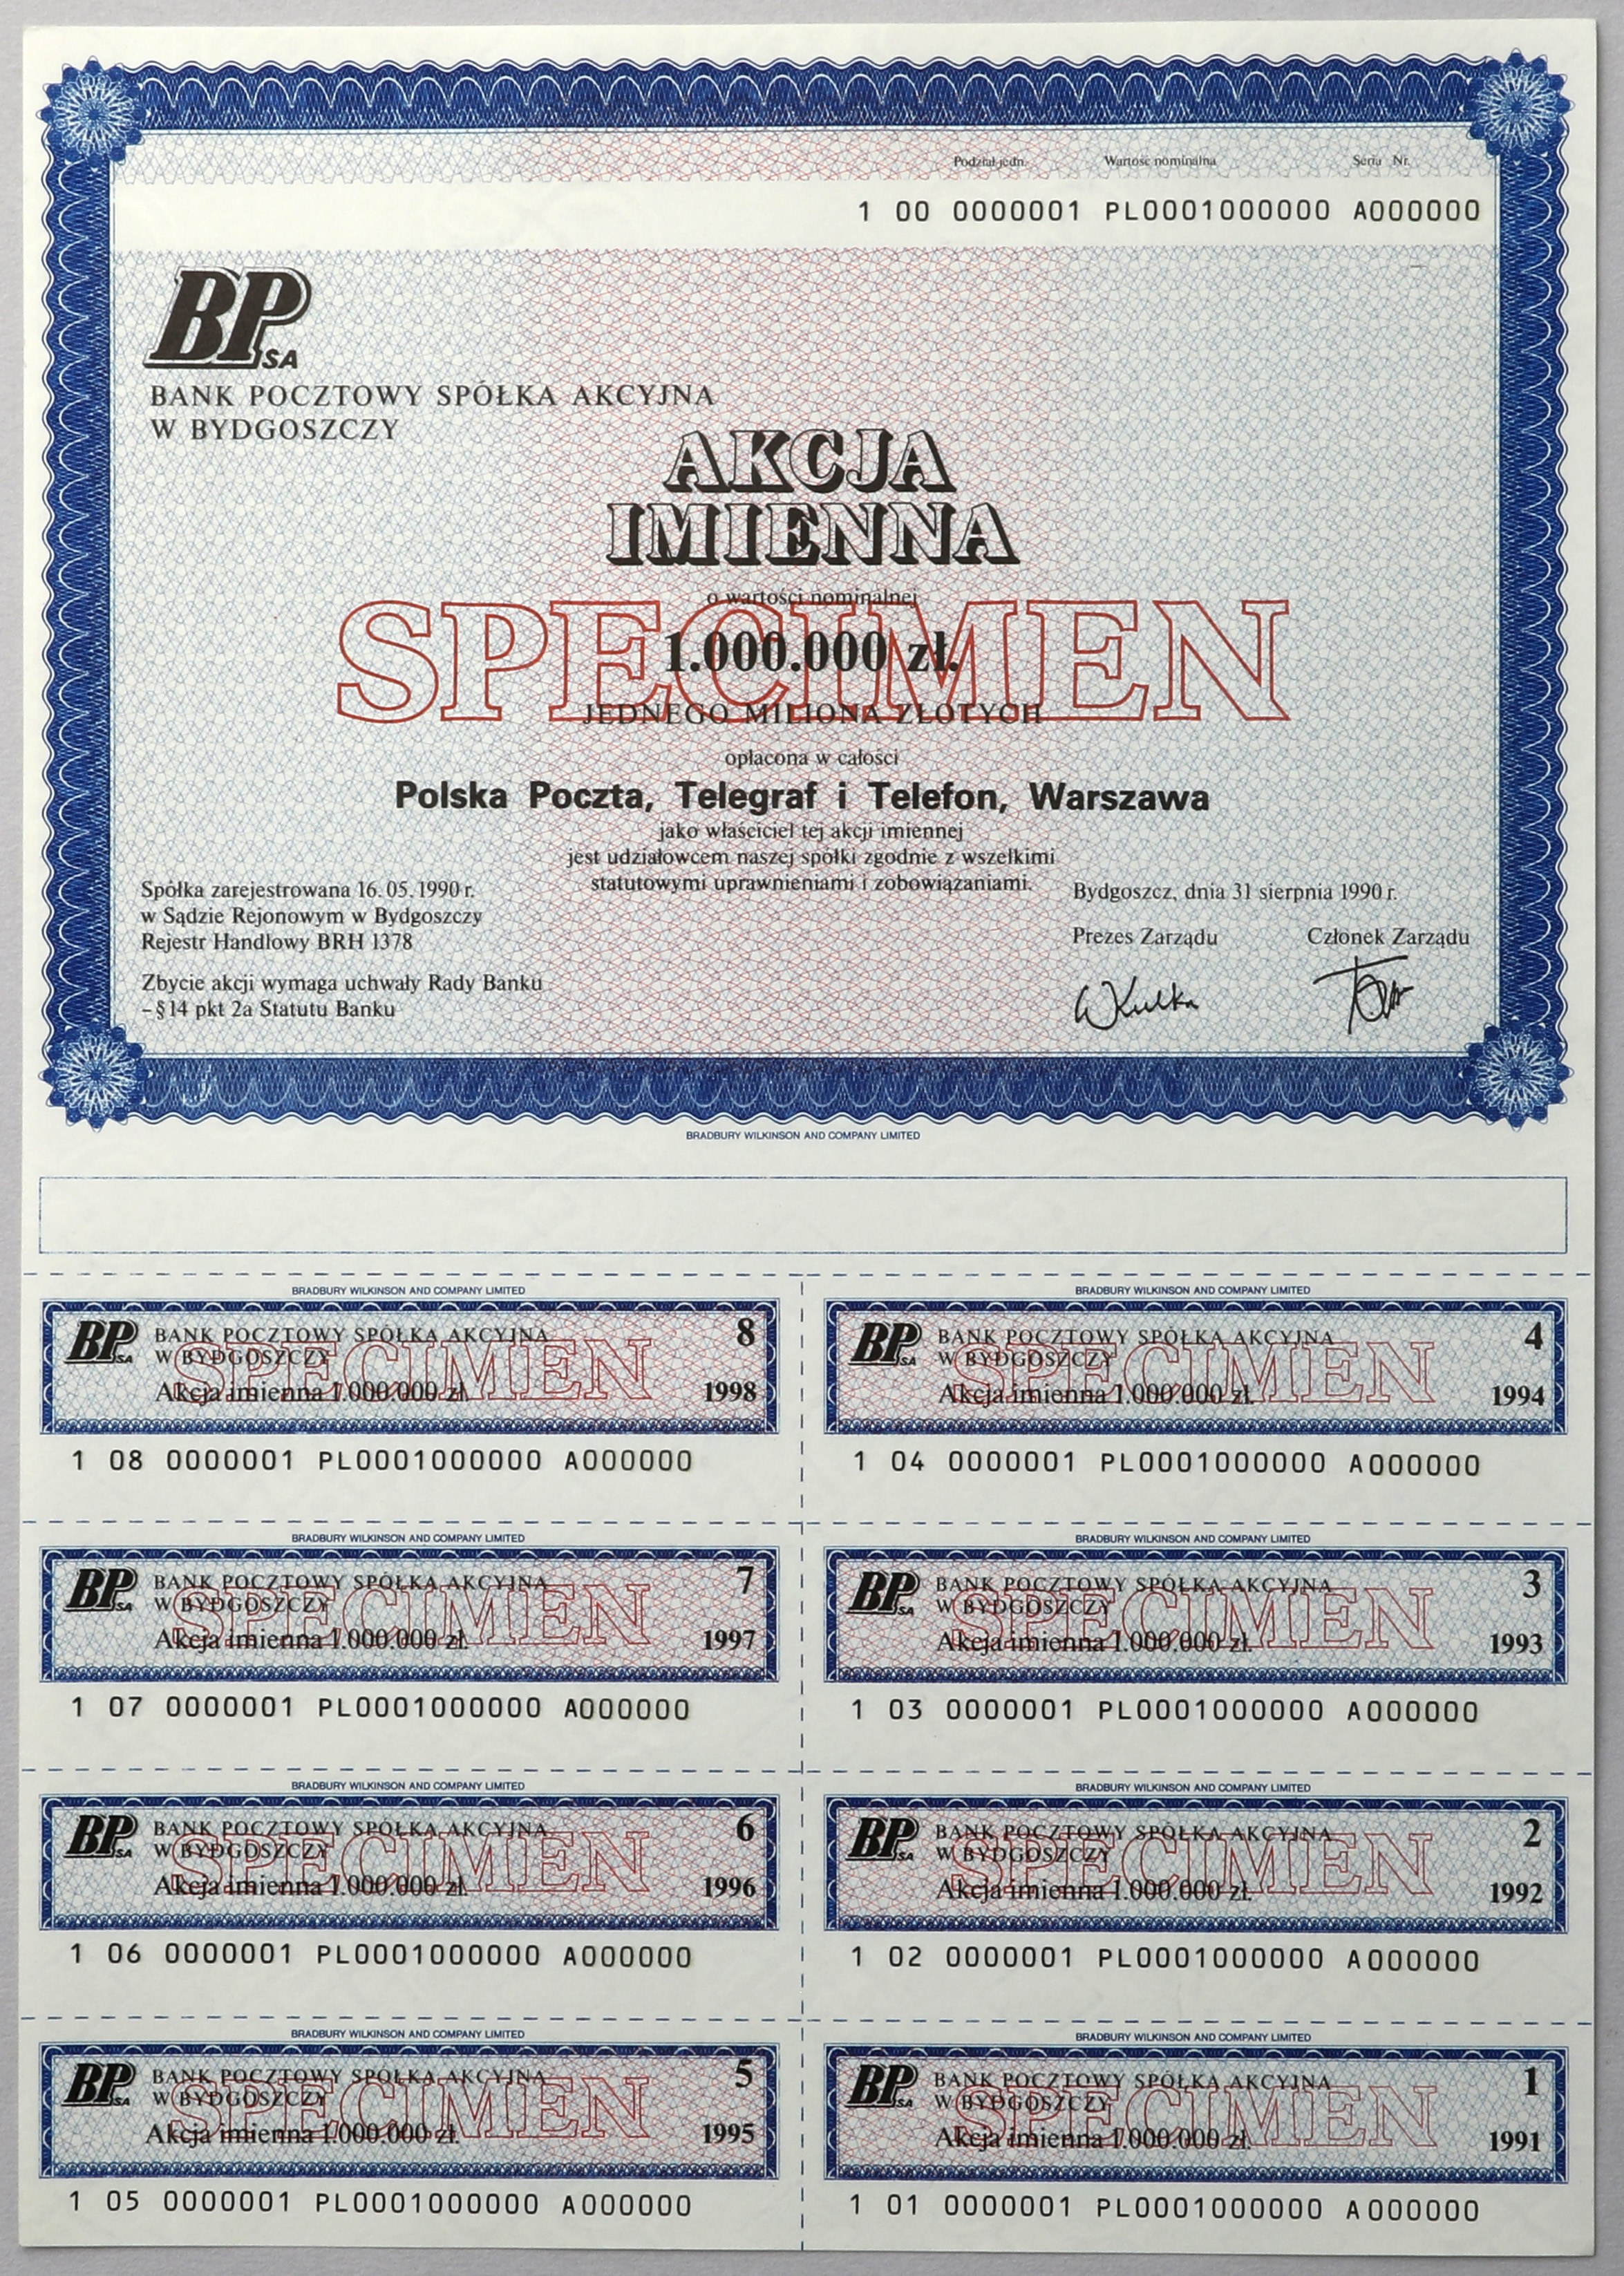 Podział jedn. Wartość nominalna Seria Nr.
1 00 0000001 PL0001000000 A000000
BP SA
BANK POCZTOWY SPÓŁKA AKCYJNA
W BYDGOSZCZY
AKCJA
IMIENNA
o wartości nominalnej
SPECIMEN
1.000.000 zł.
JEDNEGO MILIONA ZŁOTYCH
opłacona w całości
Polska Poczta, Telegraf i Telefon, Warszawa
jako właściciel tej akcji imiennej
jest udziałowcem naszej spółki zgodnie z wszelkimi
statutowymi uprawnieniami i zobowiązaniami.
Spółka zarejestrowana 16.05.1990 r.
w Sądzie Rejonowym w Bydgoszczy
Rejestr Handlowy BRH 1378
Zbycie akcji wymaga uchwały Rady Banku
– § 14 pkt 2a Statutu Banku
Bydgoszcz, dnia 31 sierpnia 1990 r.
Prezes Zarządu Członek Zarządu
WKulka
BRADBURY WILKINSON AND COMPANY LIMITED
BRADBURY WILKINSON AND COMPANY LIMITED
BP SA
BANK POCZTOWY SPÓŁKA AKCYJNA 8
W BYDGOSZCZY
SPECIMEN
Akcja imienna 1.000.000 zł. 1998
1 08 0000001 PL0001000000 A000000
BRADBURY WILKINSON AND COMPANY LIMITED
BP SA
BANK POCZTOWY SPÓŁKA AKCYJNA 4
W BYDGOSZCZY
SPECIMEN
Akcja imienna 1.000.000 zł. 1994
1 04 0000001 PL0001000000 A000000
BRADBURY WILKINSON AND COMPANY LIMITED
BP SA
BANK POCZTOWY SPÓŁKA AKCYJNA 7
W BYDGOSZCZY
SPECIMEN
Akcja imienna 1.000.000 zł. 1997
1 07 0000001 PL0001000000 A000000
BRADBURY WILKINSON AND COMPANY LIMITED
BP SA
BANK POCZTOWY SPÓŁKA AKCYJNA 3
W BYDGOSZCZY
SPECIMEN
Akcja imienna 1.000.000 zł. 1993
1 03 0000001 PL0001000000 A000000
BRADBURY WILKINSON AND COMPANY LIMITED
BP SA
BANK POCZTOWY SPÓŁKA AKCYJNA 6
W BYDGOSZCZY
SPECIMEN
Akcja imienna 1.000.000 zł. 1996
1 06 0000001 PL0001000000 A000000
BRADBURY WILKINSON AND COMPANY LIMITED
BP SA
BANK POCZTOWY SPÓŁKA AKCYJNA 2
W BYDGOSZCZY
SPECIMEN
Akcja imienna 1.000.000 zł. 1992
1 02 0000001 PL0001000000 A000000
BRADBURY WILKINSON AND COMPANY LIMITED
BP SA
BANK POCZTOWY SPÓŁKA AKCYJNA 5
W BYDGOSZCZY
SPECIMEN
Akcja imienna 1.000.000 zł. 1995
1 05 0000001 PL0001000000 A000000
BRADBURY WILKINSON AND COMPANY LIMITED
BP SA
BANK POCZTOWY SPÓŁKA AKCYJNA 1
W BYDGOSZCZY
SPECIMEN
Akcja imienna 1.000.000 zł. 1991
1 01 0000001 PL0001000000 A000000